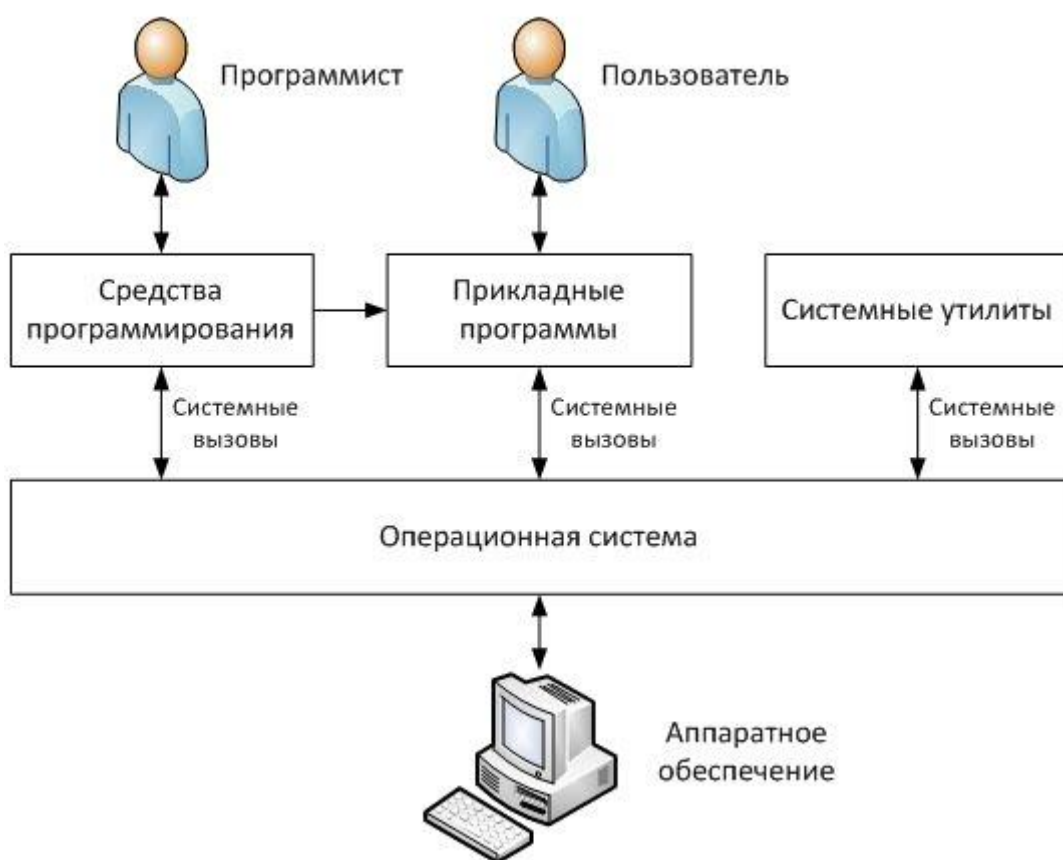 Программист
Пользователь
Средства
программирования
Прикладные
программы
Системные утилиты
Системные
вызовы
Системные
вызовы
Системные
вызовы
Операционная система
Аппаратное
обеспечение